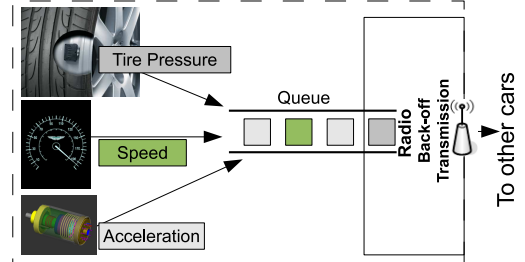 Tire Pressure
Queue
Speed
Acceleration
Radio
Back-off
Transmission
To other cars